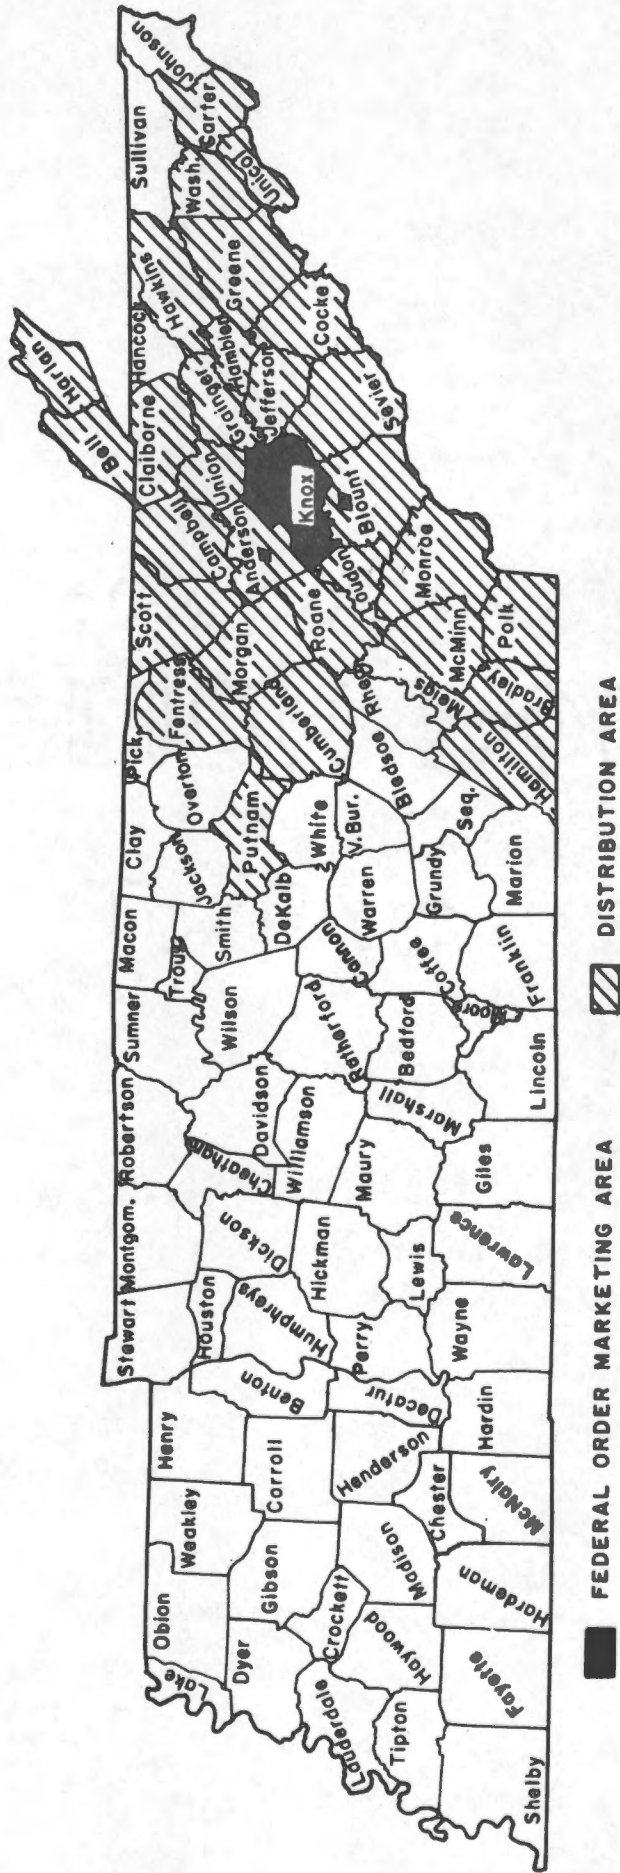 Lake
Obion
Weakley
Henry
Stewart
Montgom.
Robertson
Sumner
Macon
Clay
Pick.
Scott
Campbell
Claiborne
Bell
Harlan
Hancock
Hawkins
Sullivan
Johnson
Dyer
Gibson
Carroll
Benton
Houston
Humphreys
Dickson
Cheatham
Davidson
Wilson
Trous.
Smith
Jackson
Overton
Fentress
Putnam
Morgan
Anderson
Union
Grainger
Hamblen
Greene
Wash.
Unicoi
Carter
Lauderdale
Crockett
Haywood
Madison
Henderson
Decatur
Perry
Hickman
Williamson
Rutherford
Cannon
DeKalb
White
Cumberland
Roane
Knox
Jefferson
Cocke
Tipton
Chester
Lewis
Maury
Marshall
Bedford
Coffee
Warren
V. Bur.
Bledsoe
Rhea
Meigs
Loudon
Blount
Sevier
Shelby
Fayette
Hardeman
McNairy
Hardin
Wayne
Lawrence
Giles
Lincoln
Moore
Franklin
Grundy
Marion
Seq.
Hamilton
Bradley
McMinn
Polk
Monroe
FEDERAL ORDER MARKETING AREA
DISTRIBUTION AREA